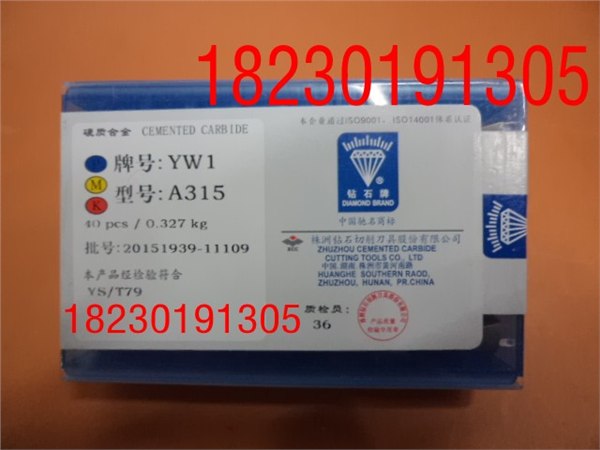 18230191305
硬质合金 CEMENTED CARBIDE
本企业通过ISO9001、ISO14001体系认证
牌号: YW1
M
型号: A315
K
40 pcs / 0.327 kg
批号: 20151939-11109
本产品经检验符合
YS/T79
钻石牌
DIAMOND BRAND
中国驰名商标
ZCC
株洲钻石切削刀具股份有限公司
ZHUZHOU CEMENTED CARBIDE
CUTTING TOOLS CO., LTD
中国.湖南.株洲市黄河南路
HUANGHE SOUTHERN RAOD,
ZHUZHOU, HUNAN, PR.CHINA
18230191305
质检员:
36
产品质量